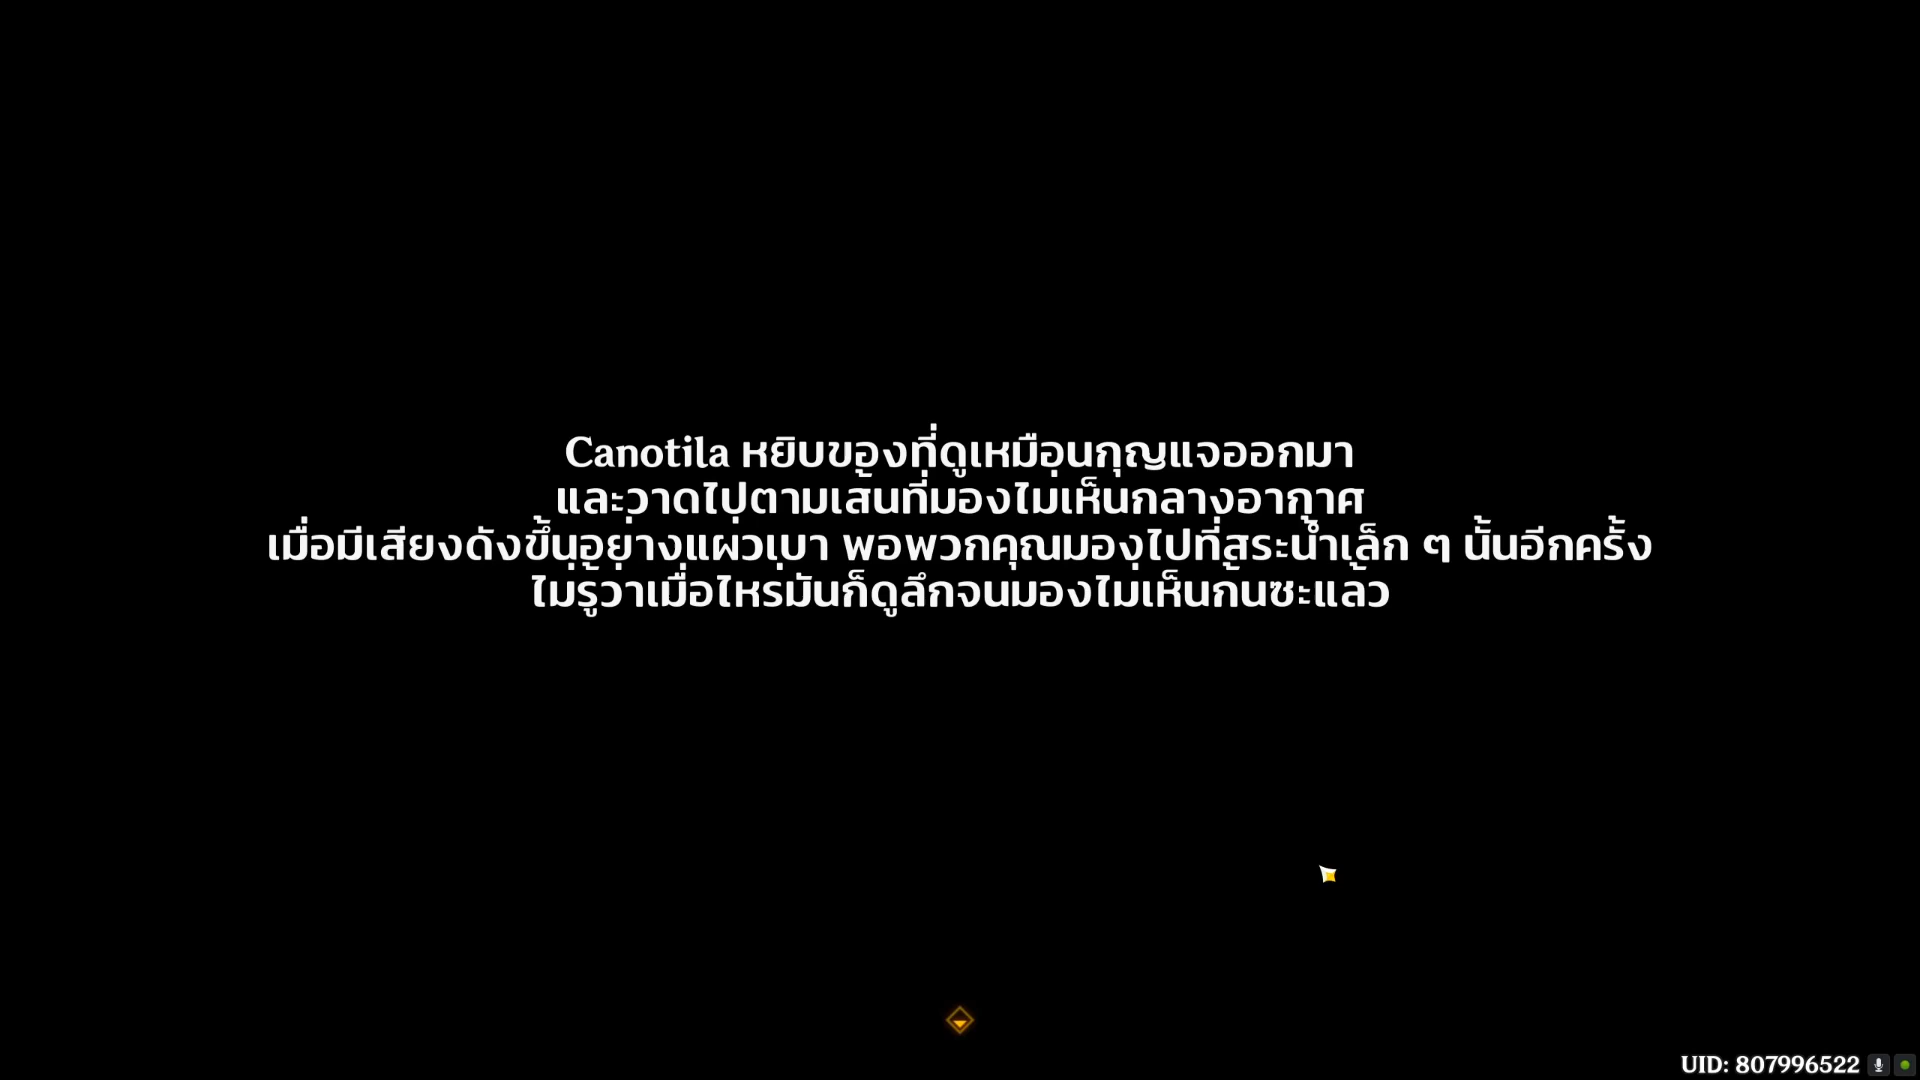 Canotila หยิบของที่ดูเหมือนกุญแจออกมา
และวาดไปตามเส้นที่มองไม่เห็นกลางอากาศ
เมื่อมีเสียงดังขึ้นอย่างแผ่วเบา พอพวกคุณมองไปที่สระน้ำเล็ก ๆ นั้นอีกครั้ง
ไม่รู้ว่าเมื่อไหร่มันก็ดูลึกจนมองไม่เห็นก้นซะแล้ว
UID: 807996522